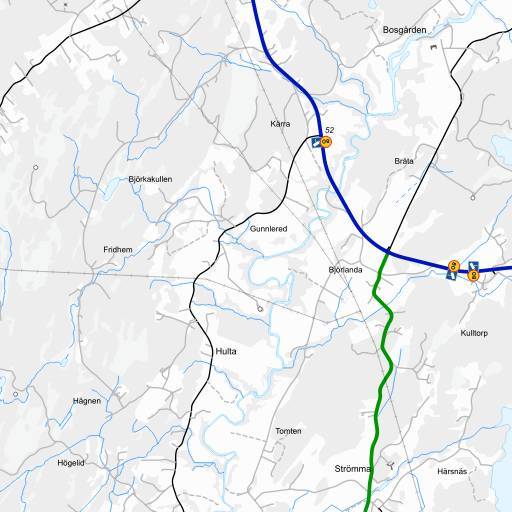 Bosgården
Kärra
52
Bråta
Björkakullen
Gunnlered
Fridhem
Björlanda
Kulltorp
Hulta
Hägnen
Tomten
Högelid
Strömma
Härsnäs